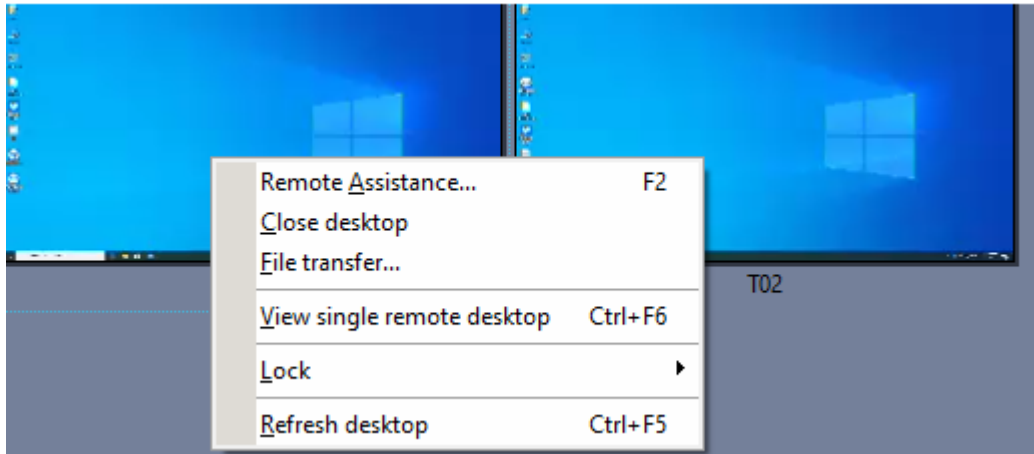 Remote Assistance... F2
Close desktop
File transfer...
T02
View single remote desktop Ctrl+F6
Lock
Refresh desktop Ctrl+F5